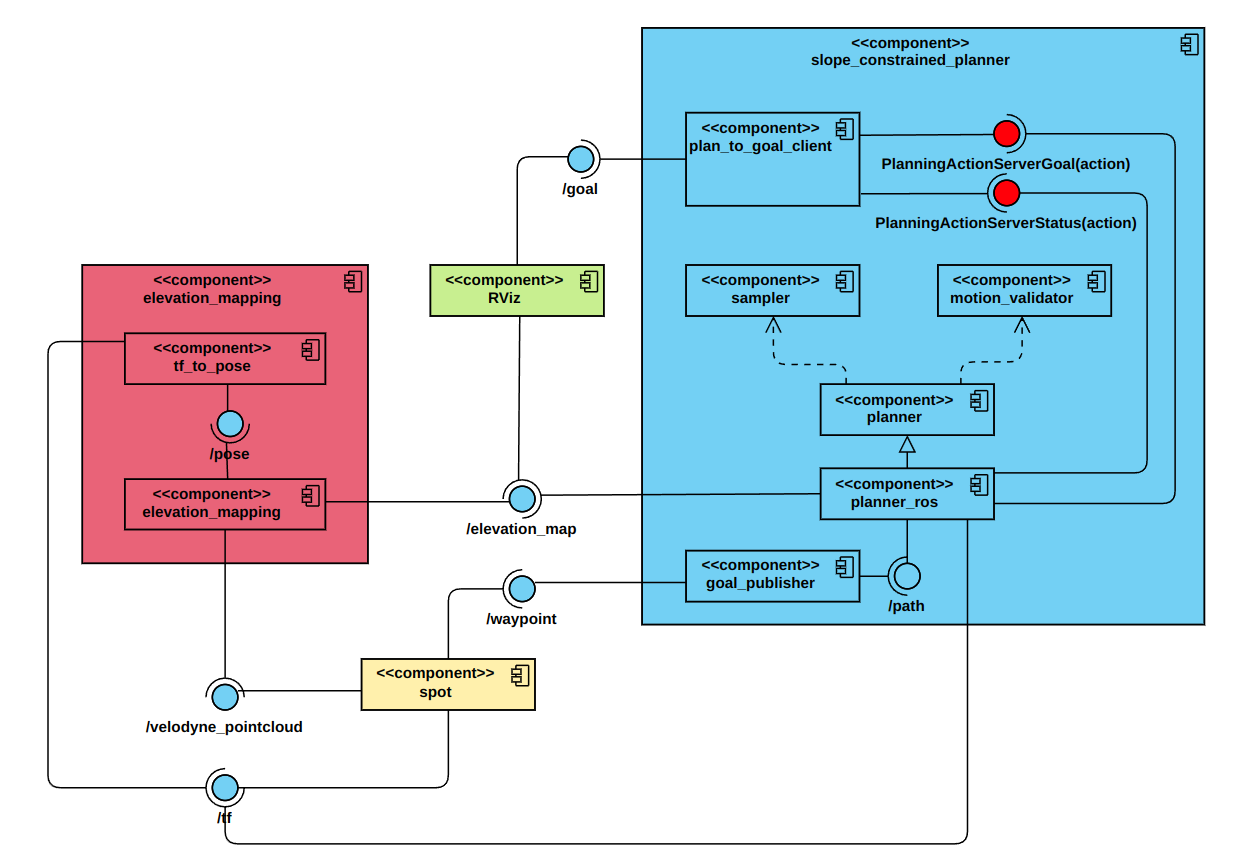 <<component>>
slope_constrained_planner
<<component>>
plan_to_goal_client
PlanningActionServerGoal(action)
/goal
PlanningActionServerStatus(action)
<<component>>
elevation_mapping
<<component>>
RViz
<<component>>
sampler
<<component>>
motion_validator
<<component>>
tf_to_pose
<<component>>
planner
/pose
<<component>>
elevation_mapping
<<component>>
planner_ros
/elevation_map
<<component>>
goal_publisher
/path
/waypoint
<<component>>
spot
/velodyne_pointcloud
/tf